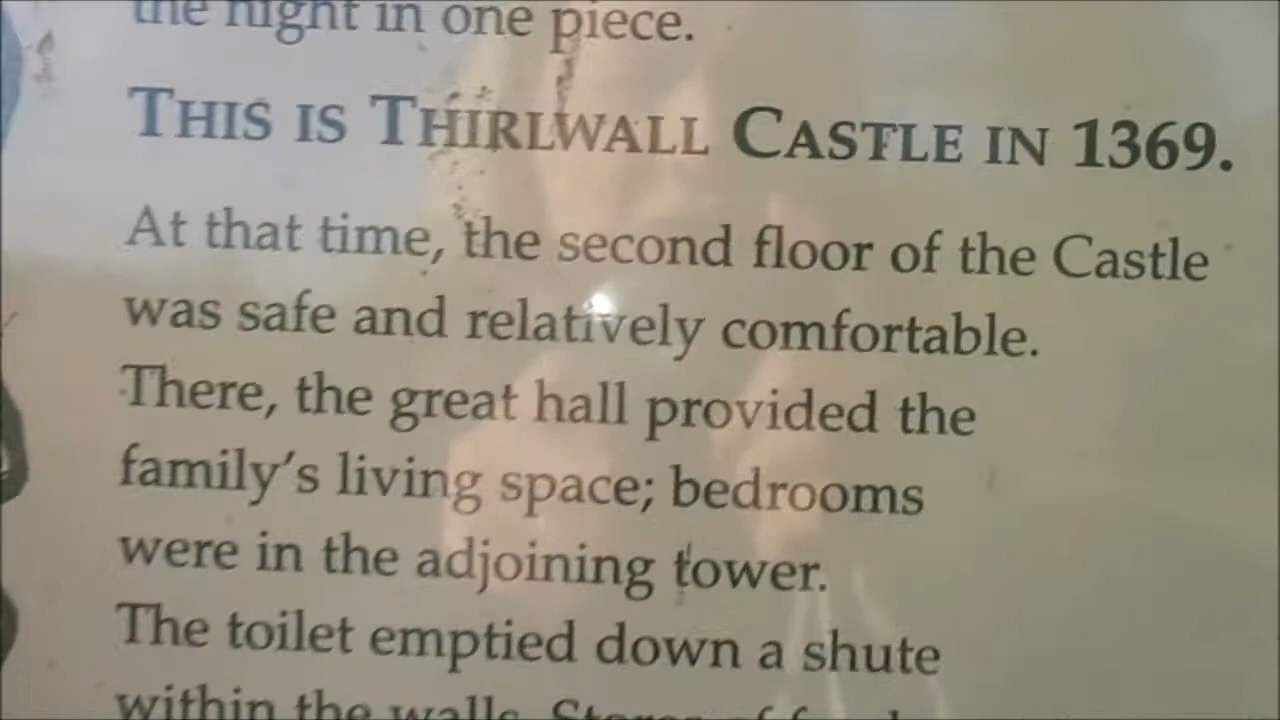 the night in one piece.
THIS IS THIRLWALL CASTLE IN 1369.
At that time, the second floor of the Castle
was safe and relatively comfortable.
There, the great hall provided the
family's living space; bedrooms
were in the adjoining tower.
The toilet emptied down a shute
within the walls. Stores of food